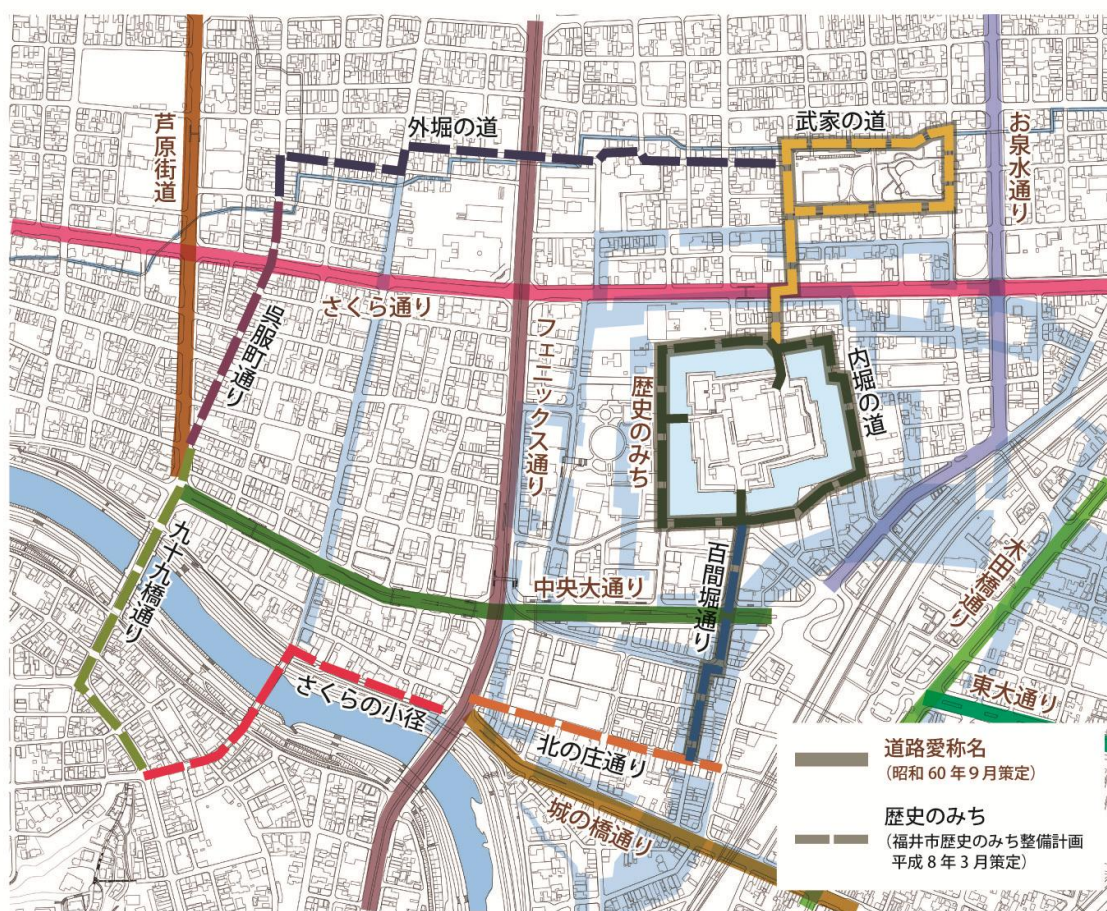 外堀の道
武家の道
芦原街道
お泉水通り
さくら通り
呉服町通り
フェニックス通り
歴史のみち
内堀の道
九十九橋通り
中央大通り
百間堀通り
木田橋通り
さくらの小径
東大通り
北の庄通り
城の橋通り
道路愛称名
(昭和60年9月策定)
歴史のみち
(福井市歴史のみち整備計画
平成8年3月策定)